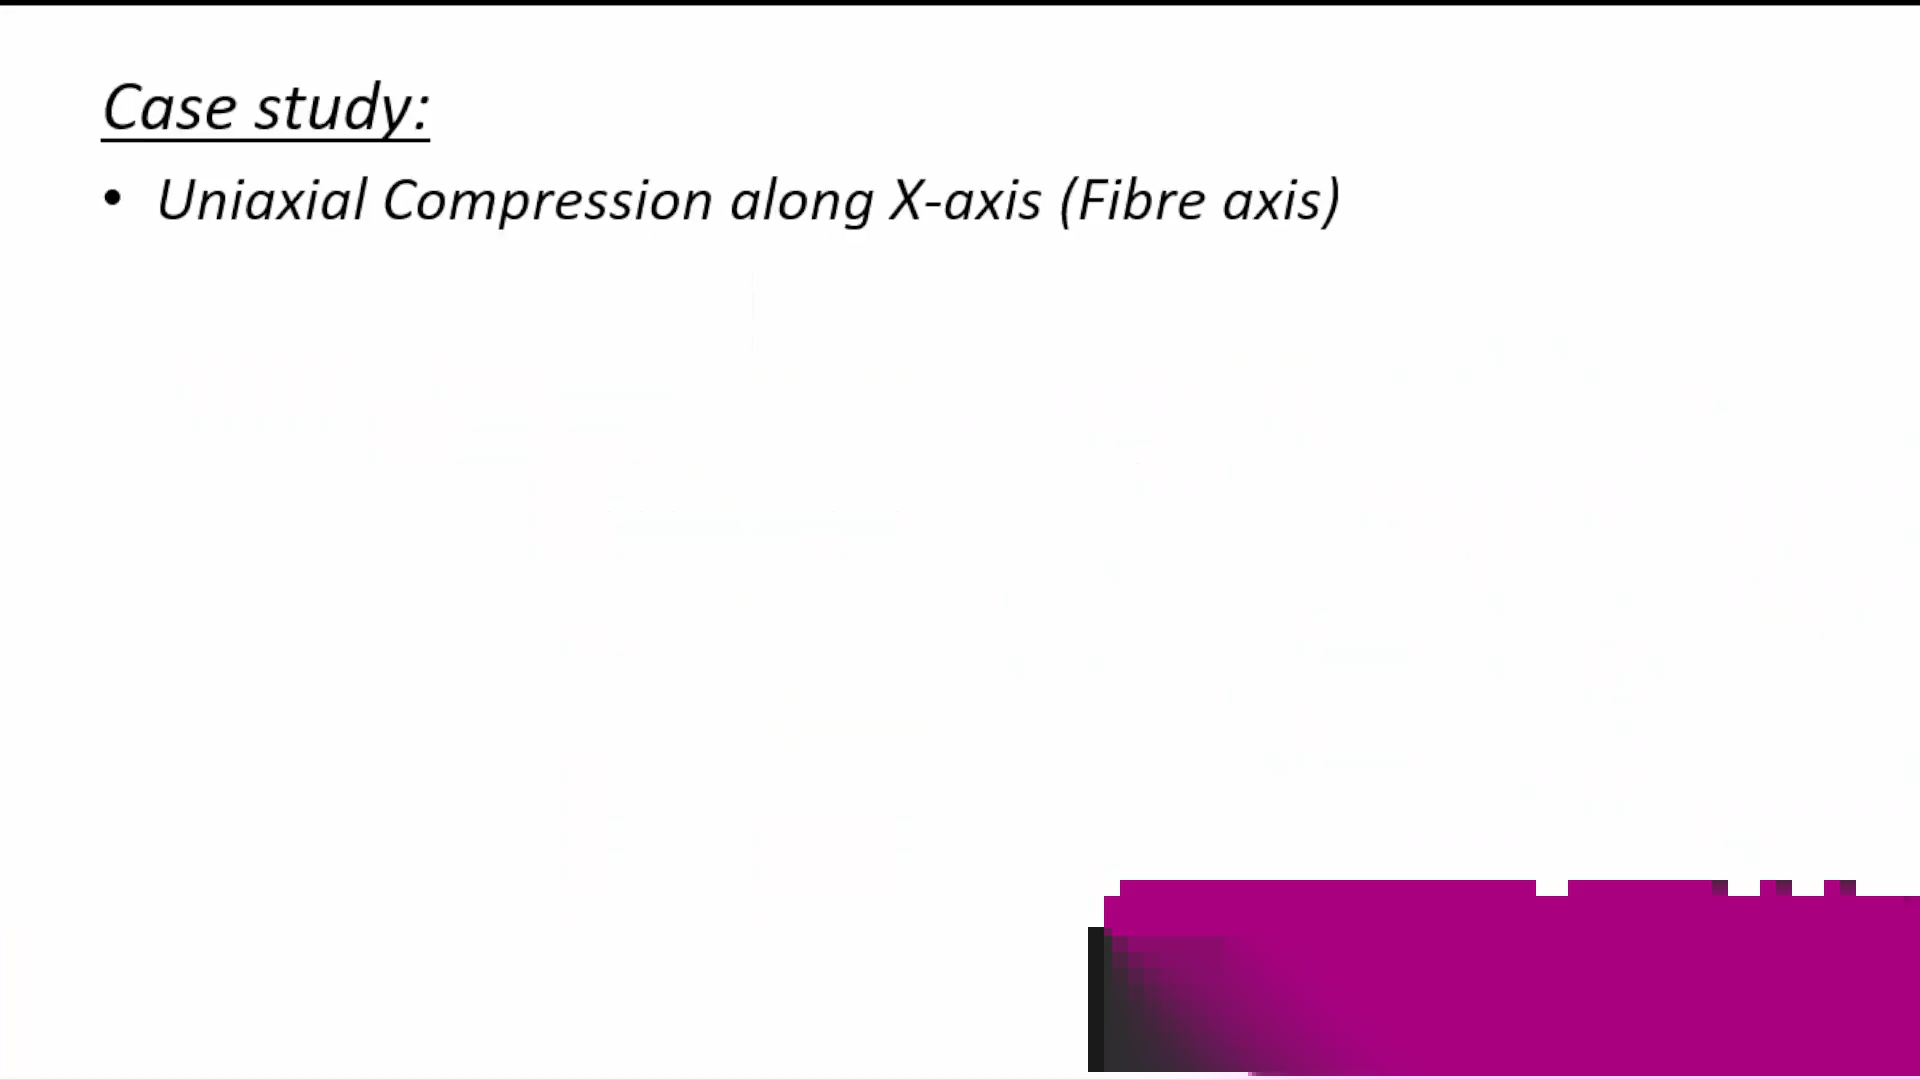 Case study:
• Uniaxial Compression along X-axis (Fibre axis)